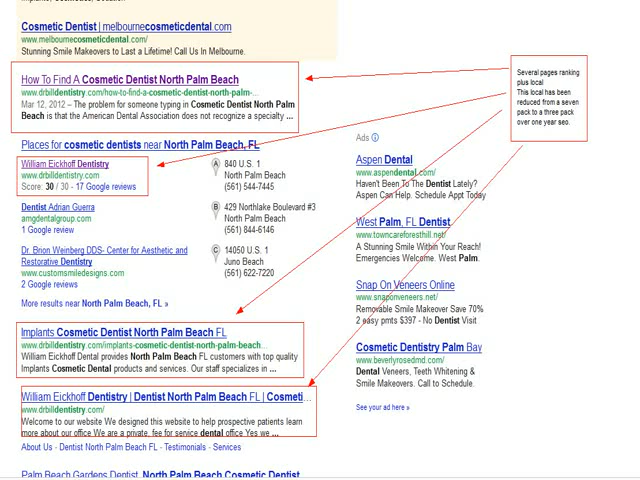 Cosmetic Dentist | melbournecosmeticdental.com
www.melbournecosmeticdental.com/
Stunning Smile Makeovers to Last a Lifetime! Call Us In Melbourne.
How To Find A Cosmetic Dentist North Palm Beach
www.drbilldentistry.com/how-to-find-a-cosmetic-dentist-north-palm-...
Mar 12, 2012 – The problem for someone typing in Cosmetic Dentist North Palm
Beach is that the American Dental Association does not recognize a specialty ...
Several pages ranking
plus local
This local has been
reduced from a seven
pack to a three pack
over one year seo.
Places for cosmetic dentists near North Palm Beach, FL
William Eickhoff Dentistry
www.drbilldentistry.com
Score: 30 / 30 - 17 Google reviews
A
840 U.S. 1
North Palm Beach
(561) 544-7445
Dentist Adrian Guerra
amgdentalgroup.com
1 Google review
B
429 Northlake Boulevard #3
North Palm Beach
(561) 844-6146
Dr. Brion Weinberg DDS- Center for Aesthetic and
Restorative Dentistry
www.customsmiledesigns.com
2 Google reviews
C
14050 U.S. 1
Juno Beach
(561) 622-7220
More results near North Palm Beach, FL »
Implants Cosmetic Dentist North Palm Beach FL
www.drbilldentistry.com/implants-cosmetic-dentist-north-palm-beach...
William Eickhoff Dental provides North Palm Beach FL customers with top quality
Implants Cosmetic Dental products and services. Our staff specializes in ...
William Eickhoff Dentistry | Dentist North Palm Beach FL | Cosmeti...
www.drbilldentistry.com/
Welcome to our website We designed this website to help prospective patients learn
more about our office We are a private, fee for service dental office Yes we ...
About Us - Dentist North Palm Beach FL - Testimonials - Services
Palm Beach Gardens Dentist, North Palm Beach Cosmetic Dentist
Ads
Aspen Dental
www.aspendental.com/
Haven't Been To The Dentist Lately?
Aspen Can Help. Schedule Appt Today
West Palm, FL Dentist
www.towncareforesthill.net/
A Stunning Smile Within Your Reach!
Emergencies Welcome. West Palm.
Snap On Veneers Online
www.snaponveneers.net/
Removable Smile Makeover Save 70%
2 easy pmts $397 - No Dentist Visit
Cosmetic Dentistry Palm Bay
www.beverlyrosedmd.com/
Dental Veneers, Teeth Whitening &
Smile Makeovers. Call to Schedule.
See your ad here »